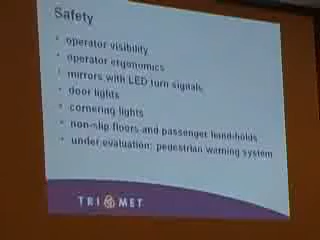 Safety
• operator visibility
• operator ergonomics
• mirrors with LED turn signals
• door lights
• cornering lights
• non-slip floors and passenger hand-holds
• under evaluation: pedestrian warning system
TRI MET